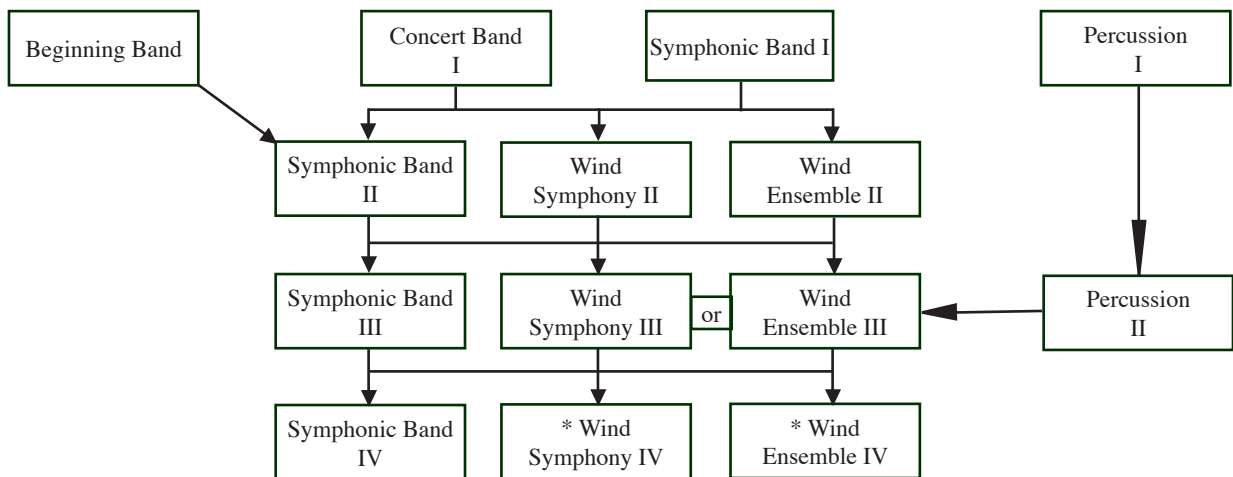 Beginning Band
Concert Band
I
Symphonic Band I
Percussion
I
Symphonic Band
II
Wind
Symphony II
Wind
Ensemble II
Symphonic Band
III
Wind
Symphony III
or
Wind
Ensemble III
Percussion
II
Symphonic Band
IV
* Wind
Symphony IV
* Wind
Ensemble IV